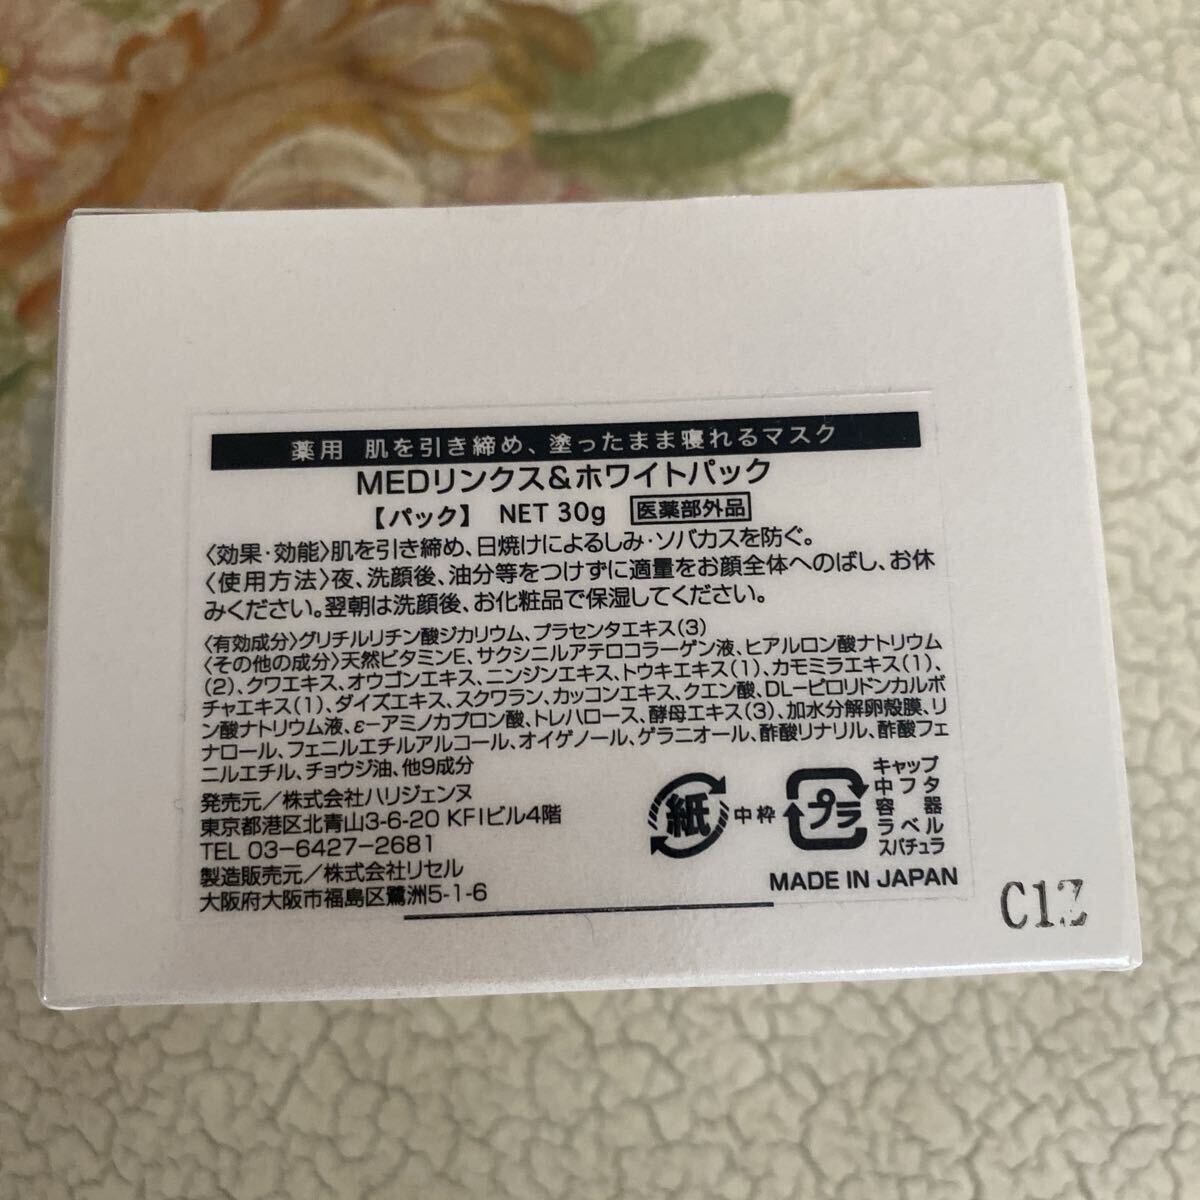 薬用 肌を引き締め、塗ったまま寝れるマスク
MEDリンクス&ホワイトパック
【パック】 NET 30g 医薬部外品
〈効果・効能〉肌を引き締め、日焼けによるしみ・ソバカスを防ぐ。
〈使用方法〉夜、洗顔後、油分等をつけずに適量をお顔全体へのばし、お休
みください。翌朝は洗顔後、お化粧品で保湿してください。
〈有効成分〉グリチルリチン酸ジカリウム、プラセンタエキス(3)
〈その他の成分〉天然ビタミンE、サクシニルアテロコラーゲン液、ヒアルロン酸ナトリウム
(2)、クワエキス、オウゴンエキス、ニンジンエキス、トウキエキス(1)、カモミラエキス(1)、
チャエキス(1)、ダイズエキス、スクワラン、カッコンエキス、クエン酸、DL-ピロリドンカルボ
ン酸ナトリウム液、ε-アミノカプロン酸、トレハロース、酵母エキス(3)、加水分解卵殻膜、リ
ナロール、フェニルエチルアルコール、オイゲノール、ゲラニオール、酢酸リナリル、酢酸フェ
ニルエチル、チョウジ油、他9成分
発売元/株式会社ハリジェンヌ
東京都港区北青山3-6-20 KFIビル4階
TEL 03-6427-2681
製造販売元/株式会社リセル
大阪府大阪市福島区鷺洲5-1-6
紙 中枠
プラ
キャップ
中フタ
容器
ラベル
スパチュラ
MADE IN JAPAN